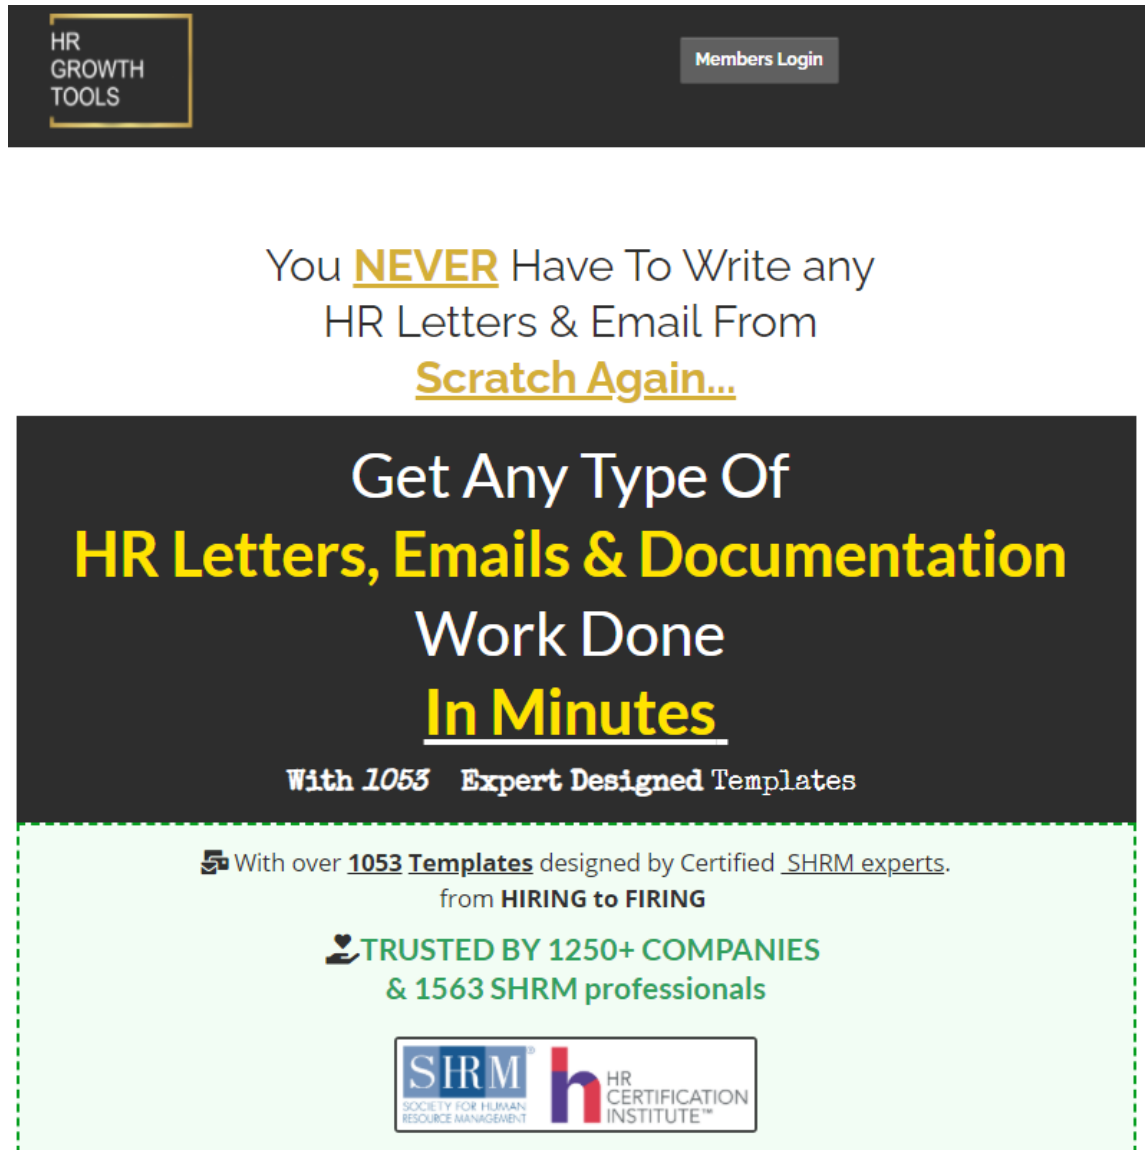 HR
GROWTH
TOOLS
Members Login
You NEVER Have To Write any
HR Letters & Email From
Scratch Again...
Get Any Type Of
HR Letters, Emails & Documentation
Work Done
In Minutes
With 1053 Expert Designed Templates
With over 1053 Templates designed by Certified SHRM experts.
from HIRING to FIRING
TRUSTED BY 1250+ COMPANIES
& 1563 SHRM professionals
SHRM®
SOCIETY FOR HUMAN
RESOURCE MANAGEMENT
h
HR
CERTIFICATION
INSTITUTE™